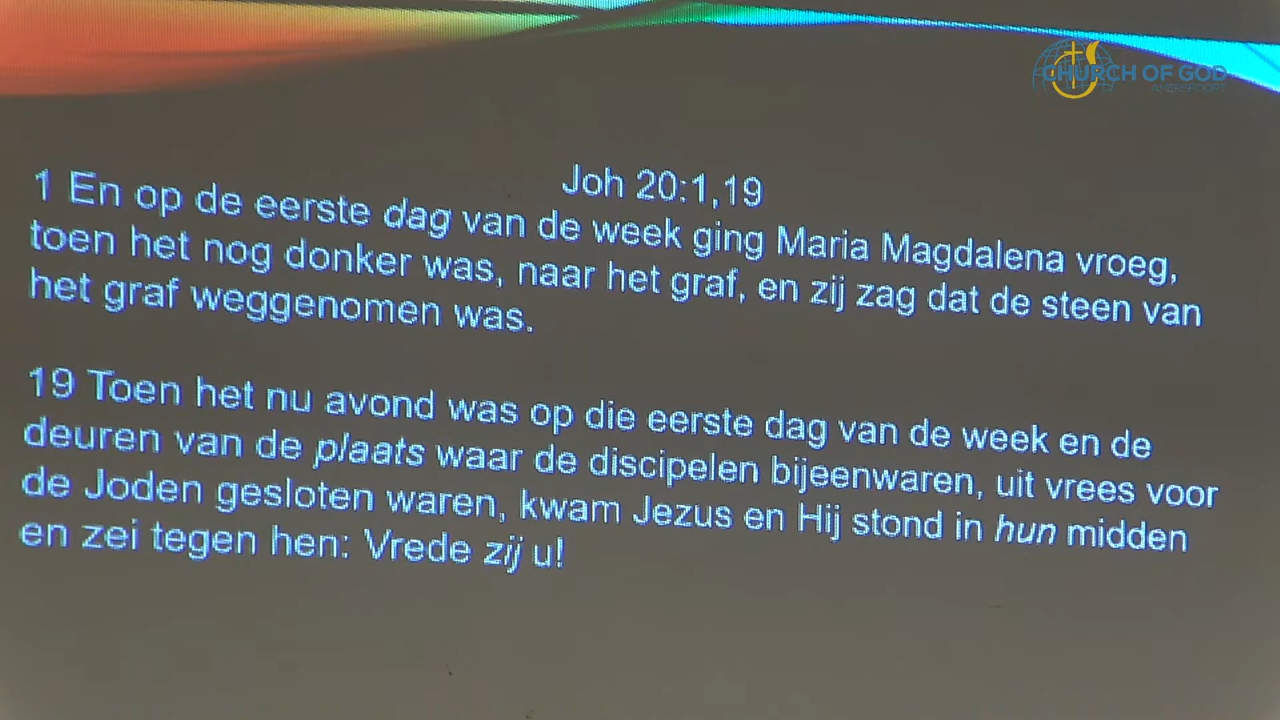 CHURCH OF GOD
AMERSFOORT
Joh 20:1,19
1 En op de eerste dag van de week ging Maria Magdalena vroeg,
toen het nog donker was, naar het graf, en zij zag dat de steen van
het graf weggenomen was.
19 Toen het nu avond was op die eerste dag van de week en de
deuren van de plaats waar de discipelen bijeenwaren, uit vrees voor
de Joden gesloten waren, kwam Jezus en Hij stond in hun midden
en zei tegen hen: Vrede zij u!